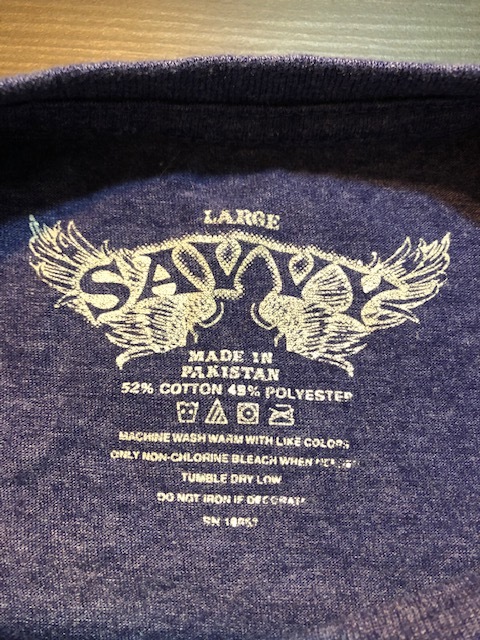 LARGE
SAVVY
MADE IN
PAKISTAN
52% COTTON 48% POLYESTER
MACHINE WASH WARM WITH LIKE COLORS
ONLY NON-CHLORINE BLEACH WHEN
TUMBLE DRY LOW
DO NOT IRON IF
RN